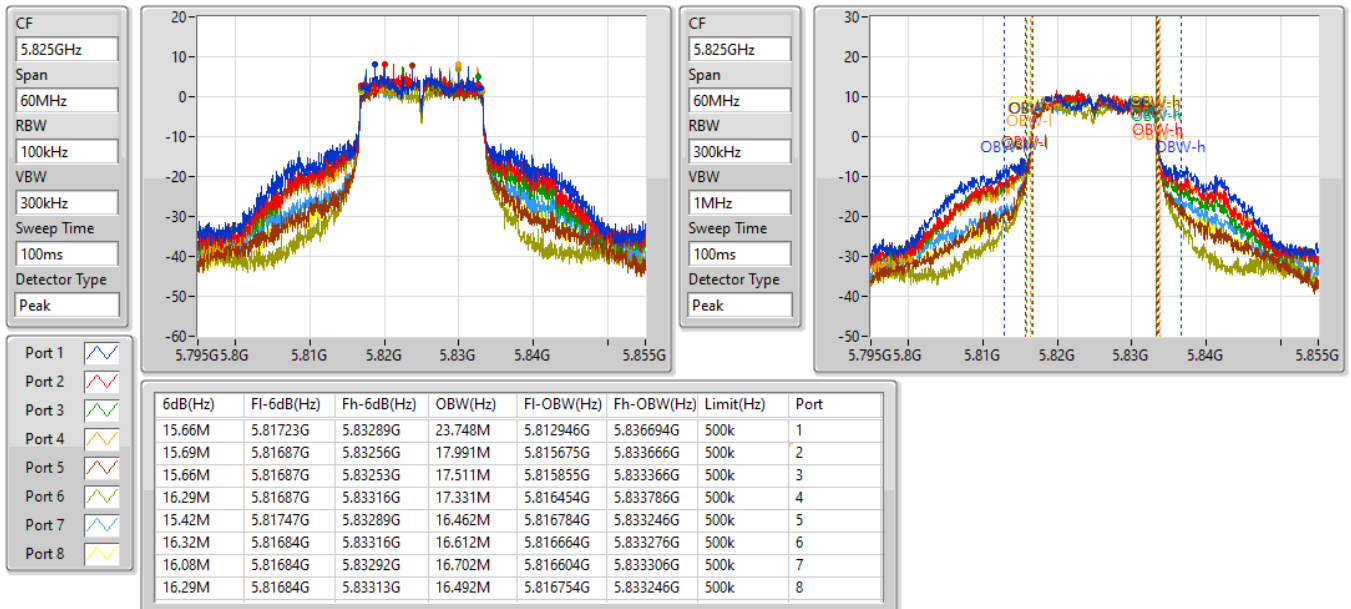 CF
5.825GHz
Span
60MHz
RBW
100kHz
VBW
300kHz
Sweep Time
100ms
Detector Type
Peak
20
10
0
-10
-20
-30
-40
-50
-60
5.795G 5.8G 5.81G 5.82G 5.83G 5.84G 5.855G
CF
5.825GHz
Span
60MHz
RBW
300kHz
VBW
1MHz
Sweep Time
100ms
Detector Type
Peak
30
20
10
0
-10
-20
-30
-40
-50
OBW-l
OBW-h
OBW-h
OBW-h
5.795G 5.8G 5.81G 5.82G 5.83G 5.84G 5.855G
Port 1
Port 2
Port 3
Port 4
Port 5
Port 6
Port 7
Port 8
6dB(Hz) Fl-6dB(Hz) Fh-6dB(Hz) OBW(Hz) Fl-OBW(Hz) Fh-OBW(Hz) Limit(Hz) Port
15.66M 5.81723G 5.83289G 23.748M 5.812946G 5.836694G 500k 1
15.69M 5.81687G 5.83256G 17.991M 5.815675G 5.833666G 500k 2
15.66M 5.81687G 5.83253G 17.511M 5.815855G 5.833366G 500k 3
16.29M 5.81687G 5.83316G 17.331M 5.816454G 5.833786G 500k 4
15.42M 5.81747G 5.83289G 16.462M 5.816784G 5.833246G 500k 5
16.32M 5.81684G 5.83316G 16.612M 5.816664G 5.833276G 500k 6
16.08M 5.81684G 5.83292G 16.702M 5.816604G 5.833306G 500k 7
16.29M 5.81684G 5.83313G 16.492M 5.816754G 5.833246G 500k 8